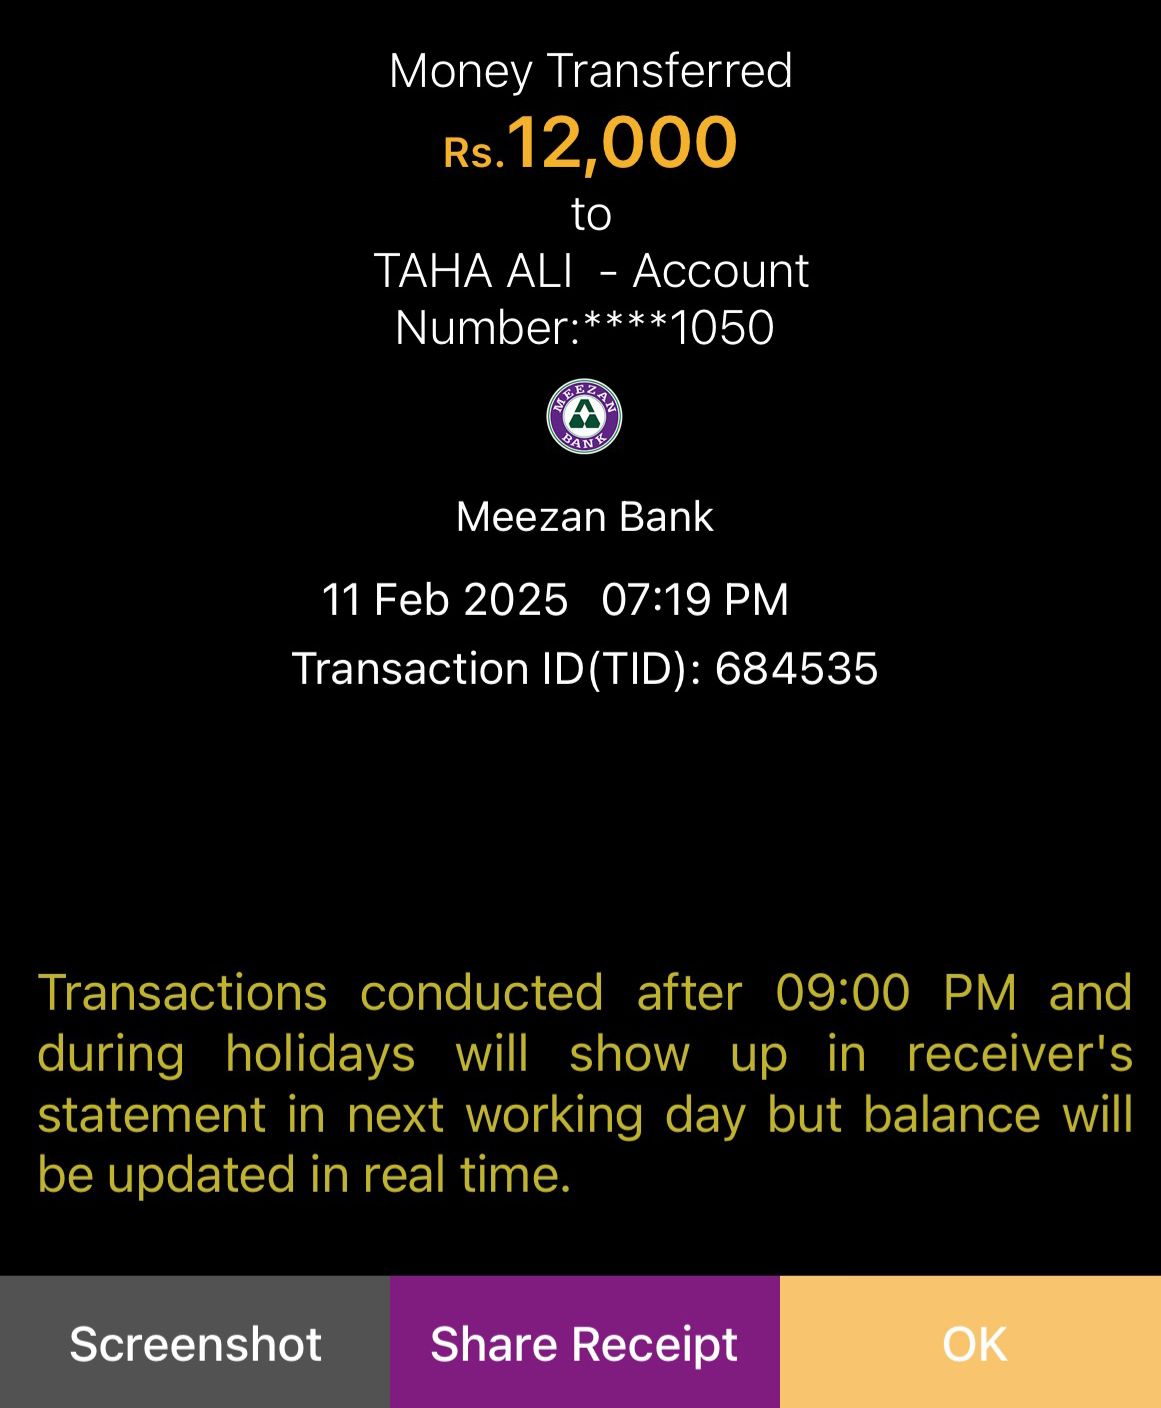 Money Transferred
Rs.12,000
to
TAHA ALI  - Account
Number:****1050
MEEZAN
BANK
Meezan Bank
11 Feb 2025  07:19 PM
Transaction ID(TID): 684535
Transactions conducted after 09:00 PM and
during holidays will show up in receiver's
statement in next working day but balance will
be updated in real time.
Screenshot
Share Receipt
OK